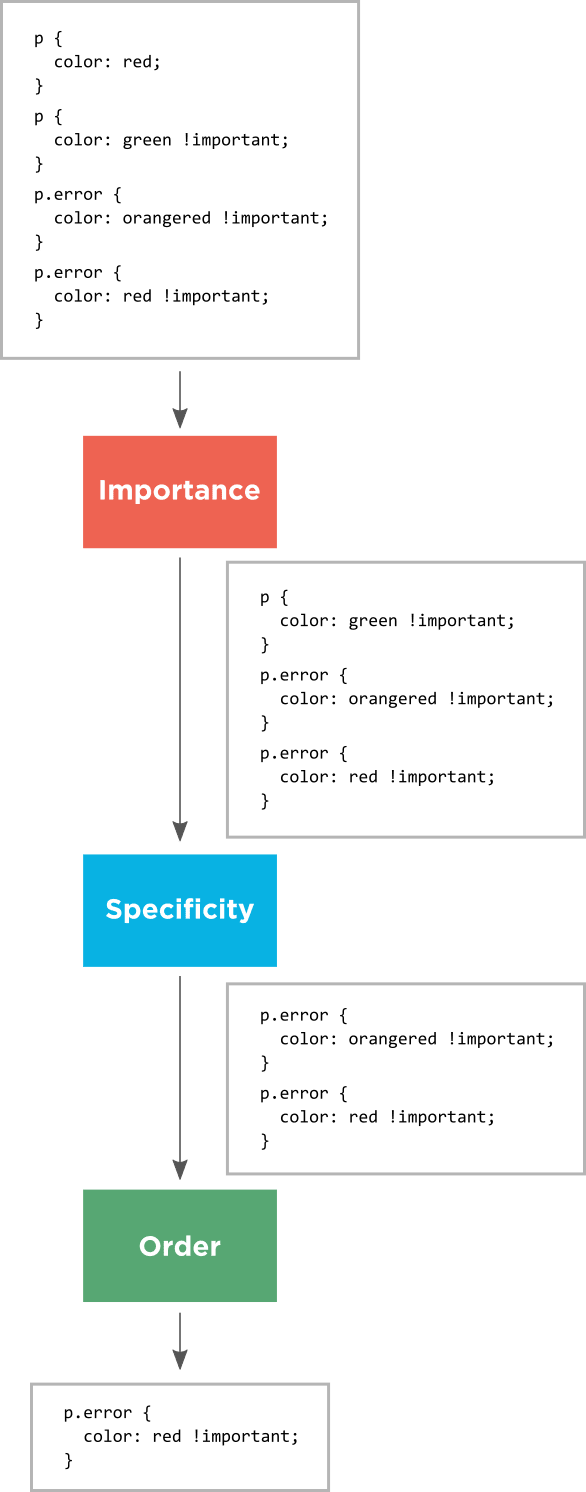 p {
  color: red;
}
p {
  color: green !important;
}
p.error {
  color: orangered !important;
}
p.error {
  color: red !important;
}
Importance
p {
  color: green !important;
}
p.error {
  color: orangered !important;
}
p.error {
  color: red !important;
}
Specificity
p.error {
  color: orangered !important;
}
p.error {
  color: red !important;
}
Order
p.error {
  color: red !important;
}